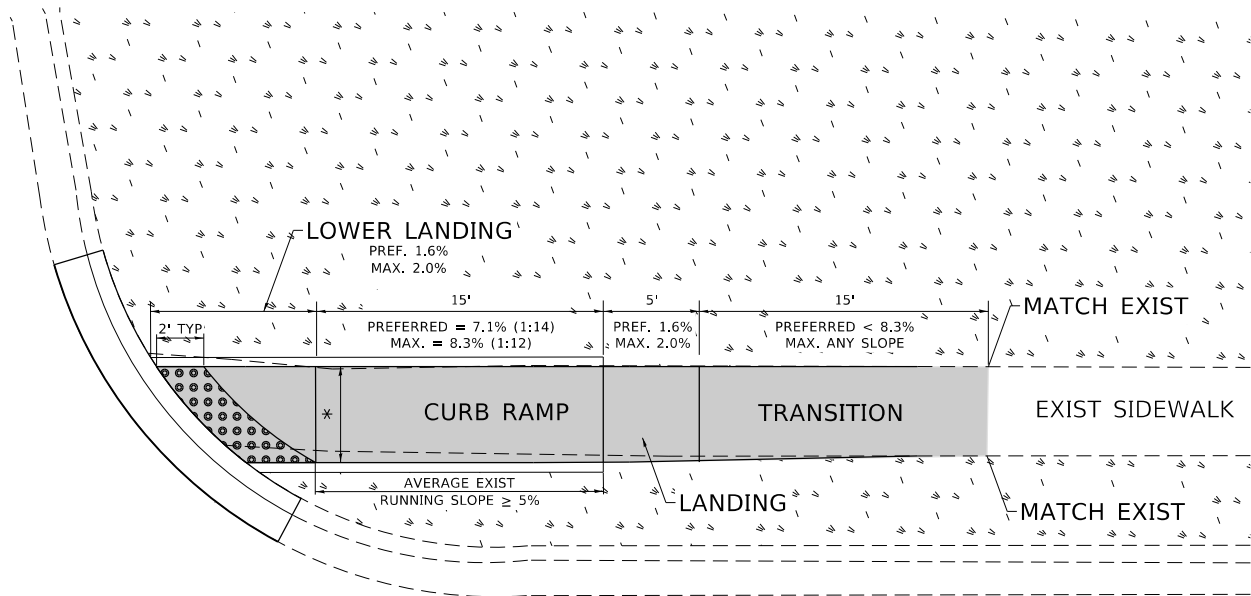 LOWER LANDING
PREF. 1.6%
MAX. 2.0%
15'
5'
15'
MATCH EXIST
2' TYP
PREFERRED = 7.1% (1:14)
MAX. = 8.3% (1:12)
PREF. 1.6%
MAX. 2.0%
PREFERRED < 8.3%
MAX. ANY SLOPE
*
CURB RAMP
TRANSITION
EXIST SIDEWALK
AVERAGE EXIST
RUNNING SLOPE ≥ 5%
LANDING
MATCH EXIST